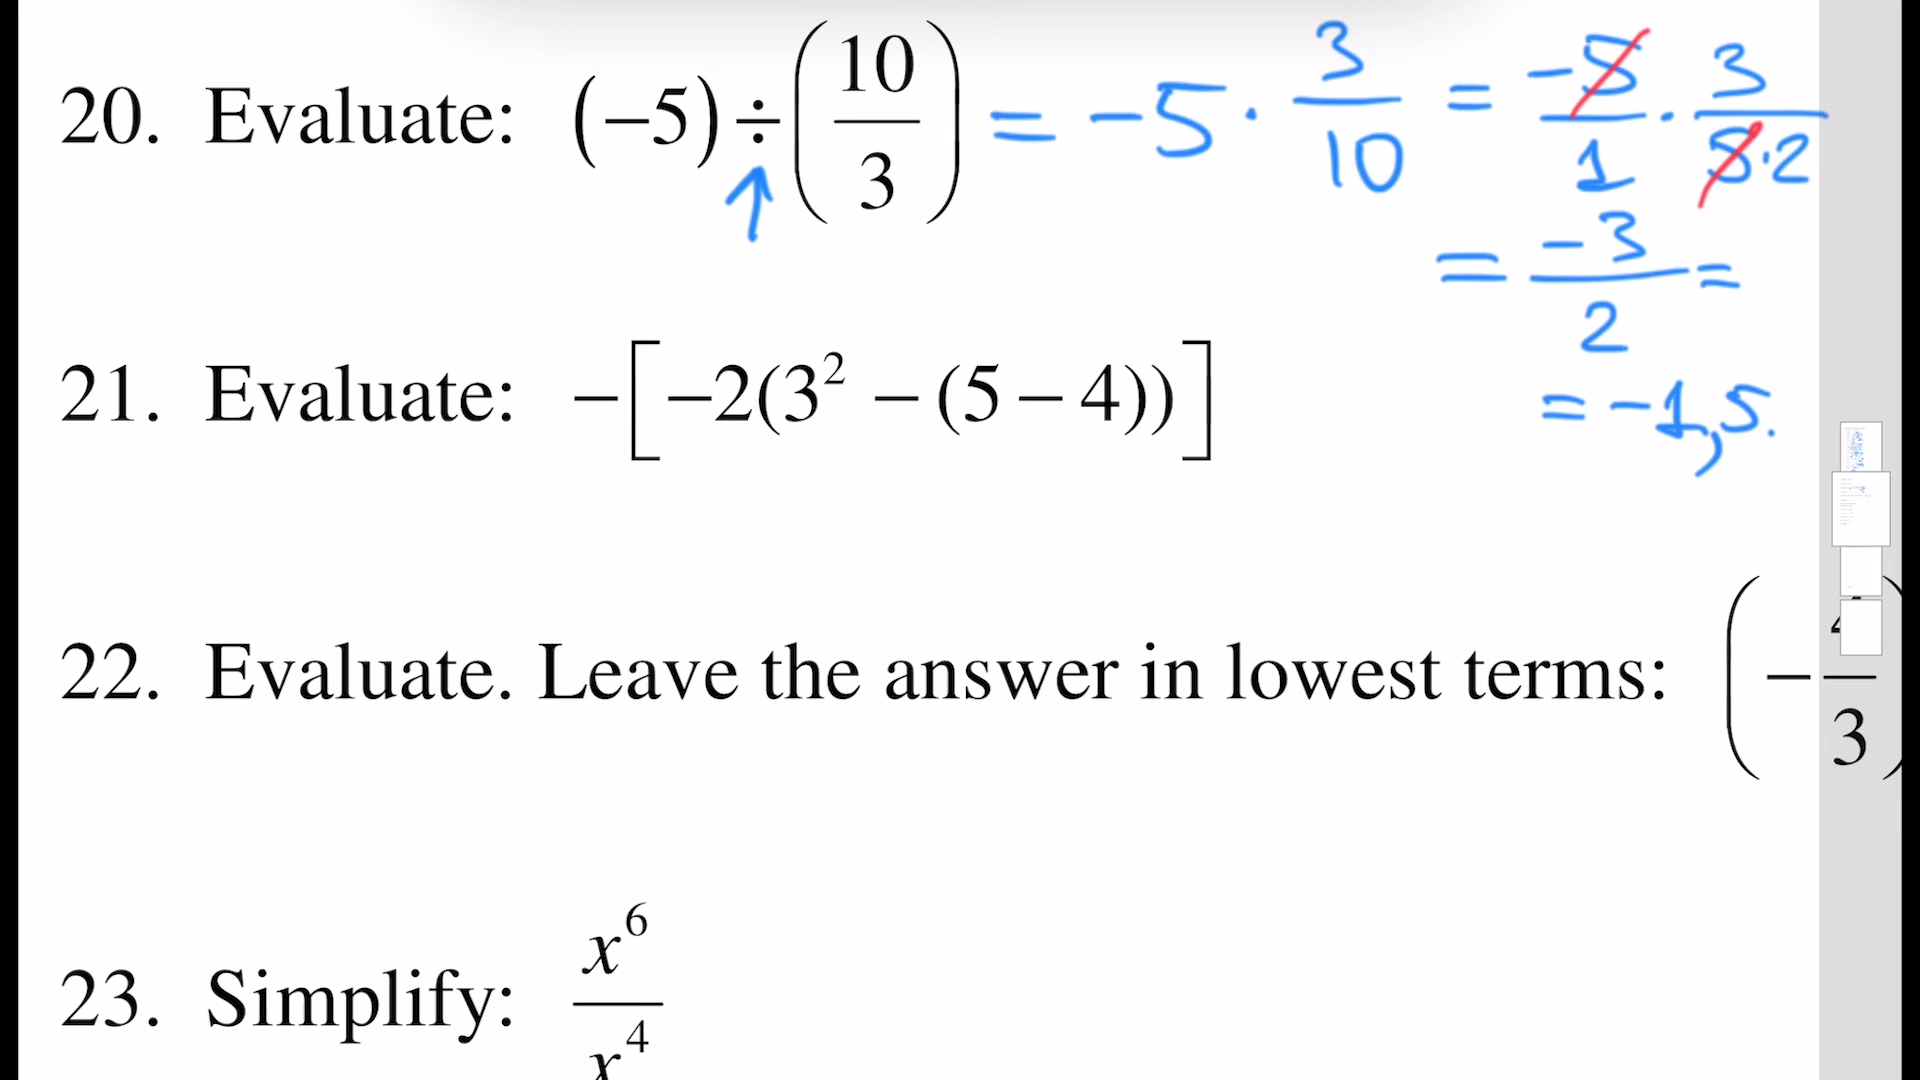 20. Evaluate: (−5) ÷ (10/3) = -5 · 3/10 = -5/1 · 3/5·2
= -3/2 =
21. Evaluate: −[−2(3² − (5 − 4))]
= -1,5.
22. Evaluate. Leave the answer in lowest terms: (− /3)
23. Simplify: x⁶/x⁴